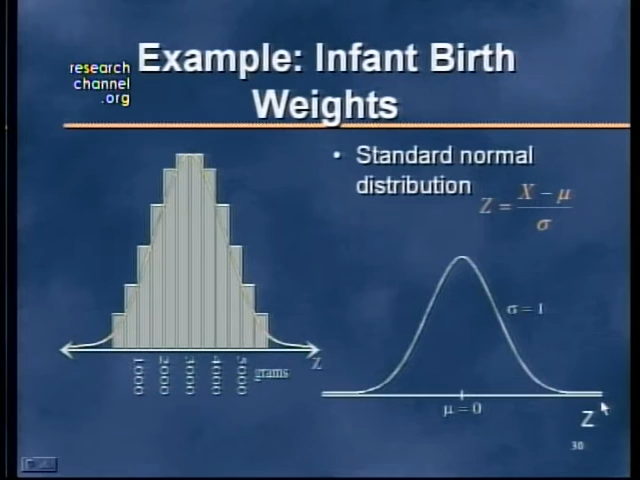 research
channel
.org
Example: Infant Birth
Weights
• Standard normal
distribution
Z = X − μ / σ
σ = 1
1000
2000
3000
4000
5000
grams
Z
μ = 0
Z
30